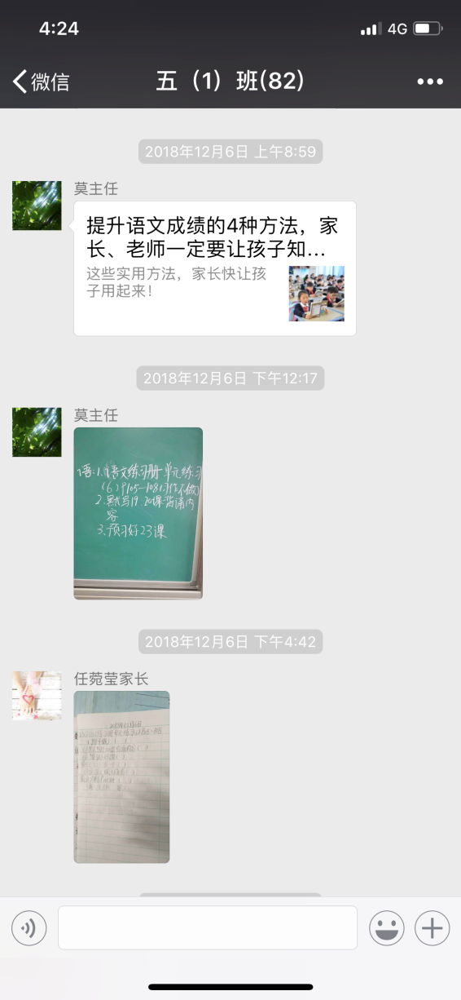 4:24
4G
微信
五（1）班(82)
2018年12月6日 上午8:59
莫主任
提升语文成绩的4种方法，家
长、老师一定要让孩子知...
这些实用方法，家长快让孩
子用起来！
2018年12月6日 下午12:17
莫主任
语:1.语文练习册单元练习
(6)P105—108习作不做
2.默写19.20课背诵内
容
3.预习好23课
2018年12月6日 下午4:42
任菀莹家长